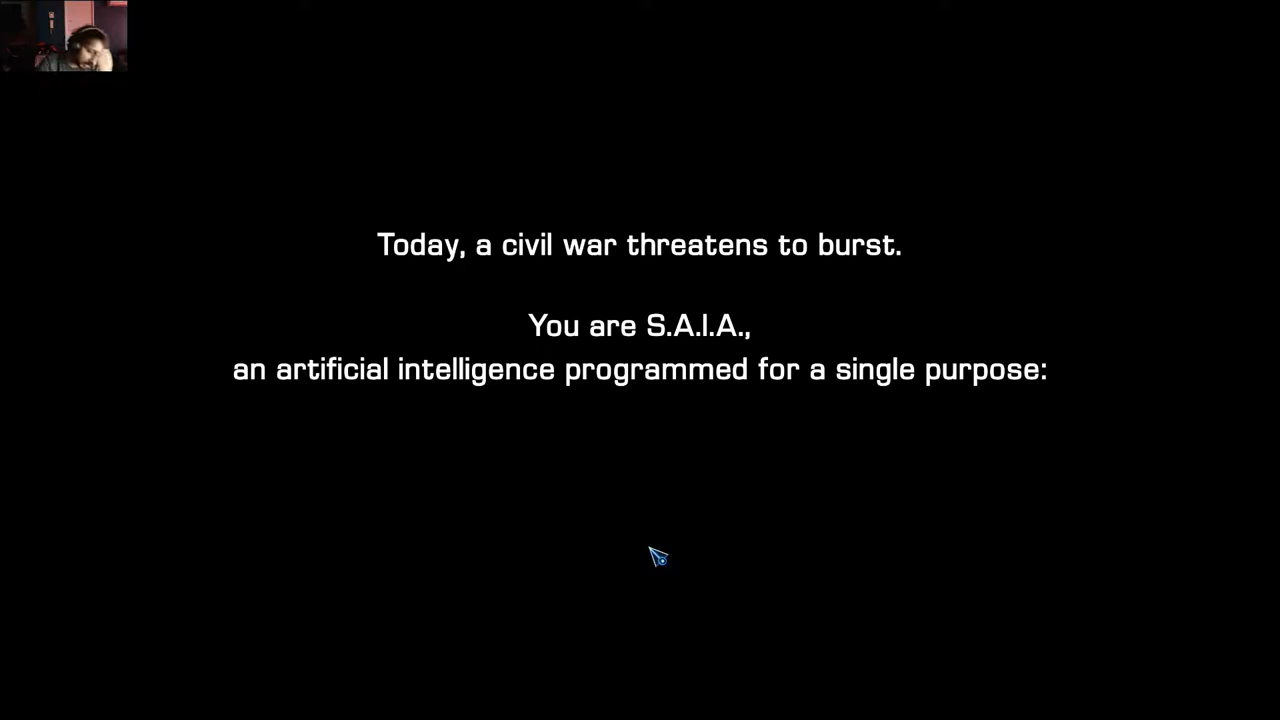 Today, a civil war threatens to burst.
You are S.A.I.A.,
an artificial intelligence programmed for a single purpose: